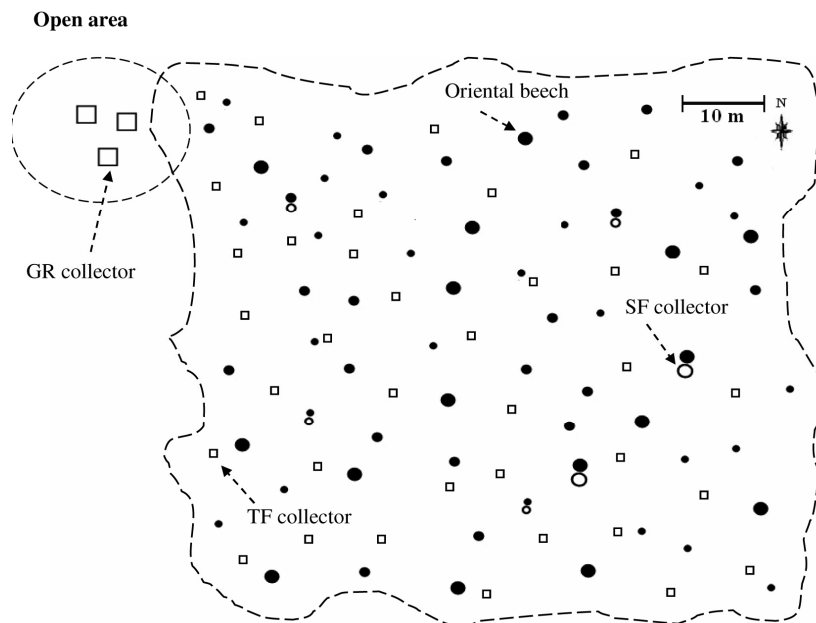 Open area
Oriental beech
10 m
N
GR collector
SF collector
TF collector